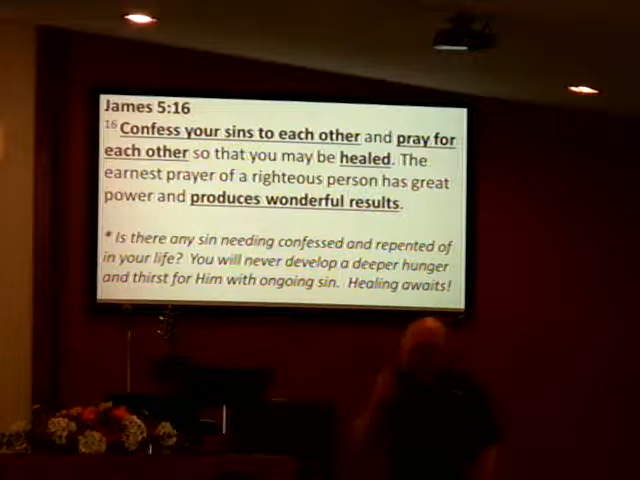 James 5:16
16 Confess your sins to each other and pray for
each other so that you may be healed. The
earnest prayer of a righteous person has great
power and produces wonderful results.
* Is there any sin needing confessed and repented of
in your life? You will never develop a deeper hunger
and thirst for Him with ongoing sin. Healing awaits!